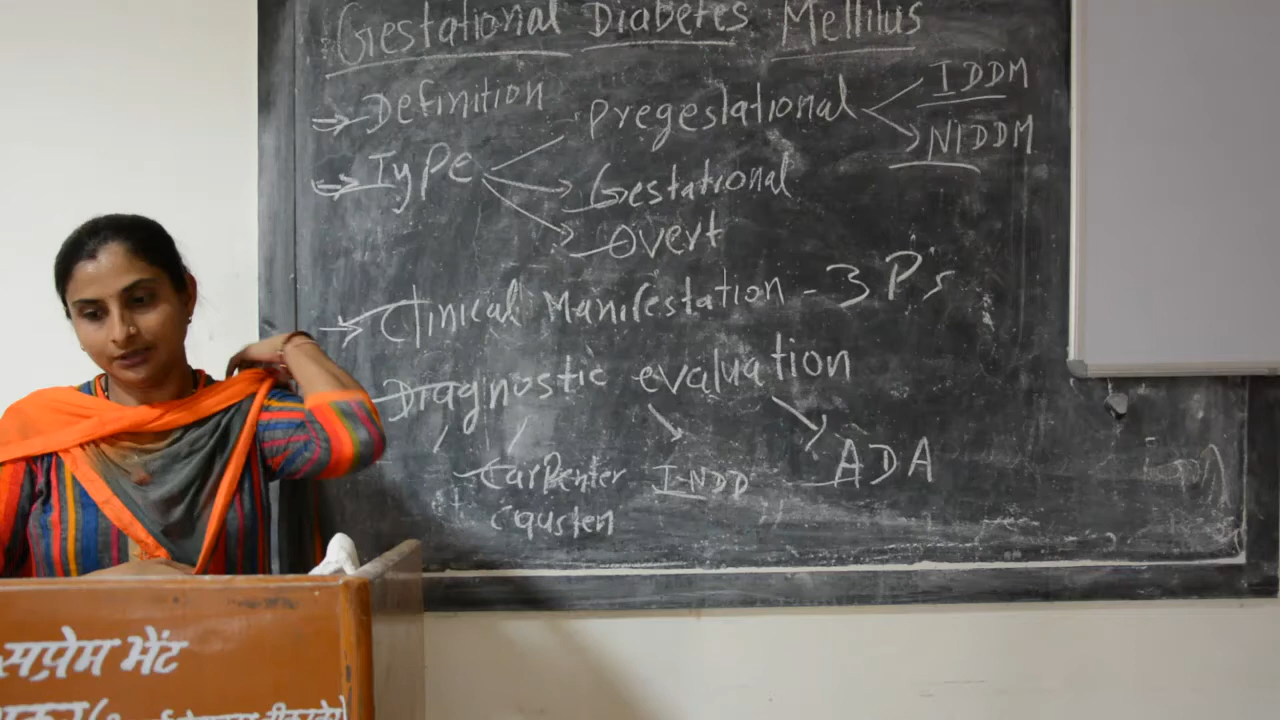 Gestational Diabetes Mellitus
Definition
Pregestational
IDDM
NIDDM
Type
Gestational
Overt
Clinical Manifestation - 3 P's
Diagnostic evaluation
Carpenter
INDD
ADA
Cqusten
सप्रेम भेंट